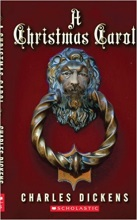 A
Christmas Carol
CHARLES DICKENS
SCHOLASTIC